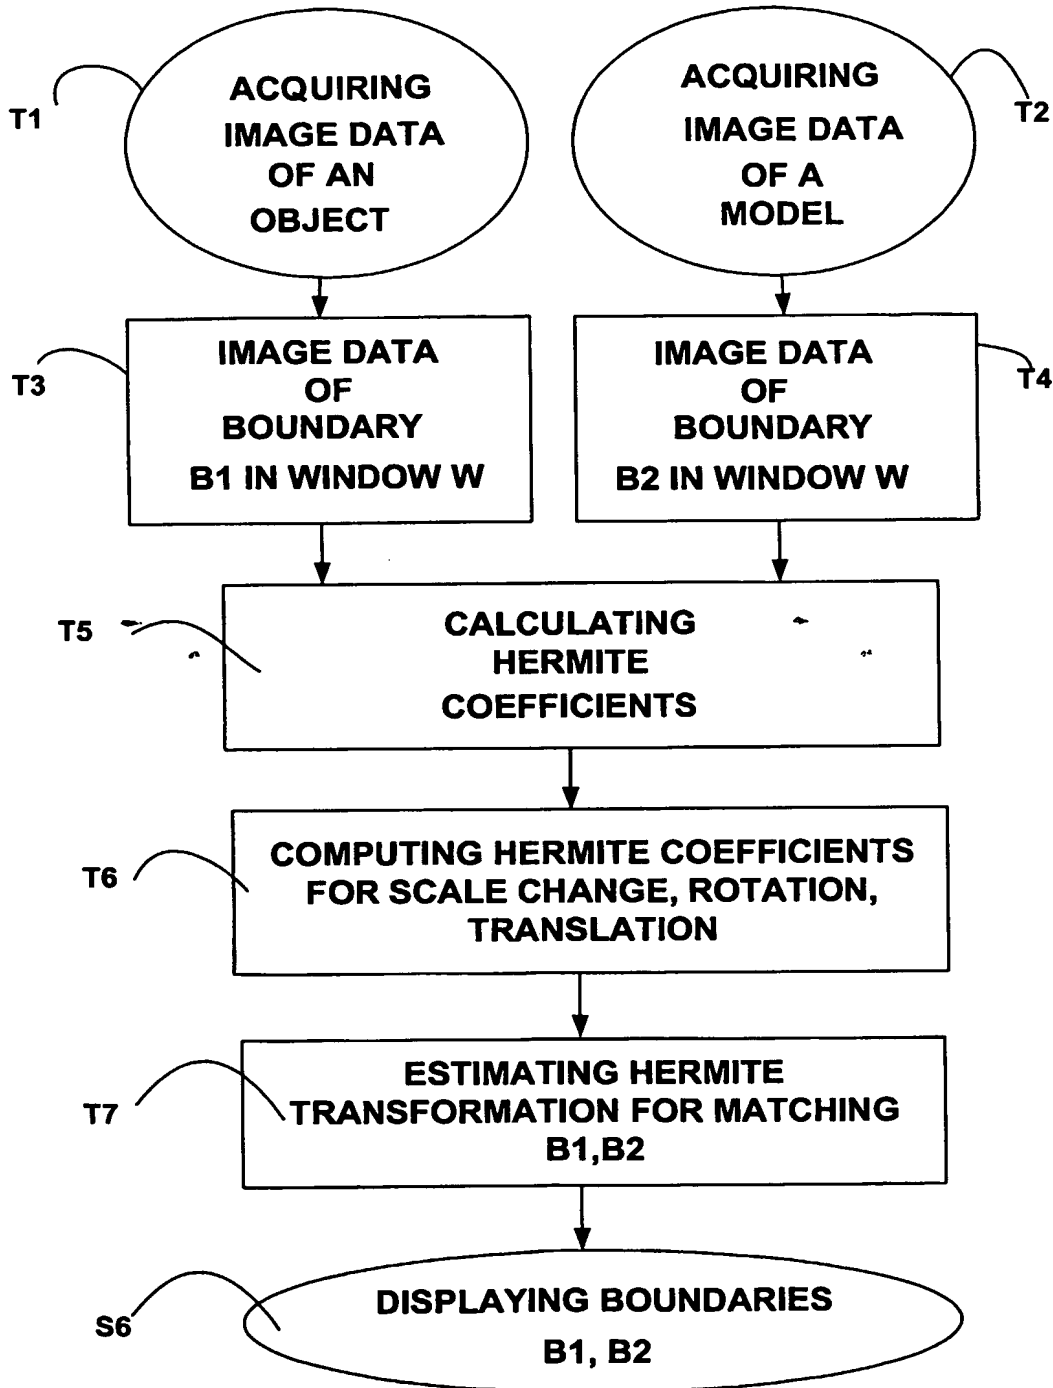 T1
ACQUIRING
IMAGE DATA
OF AN
OBJECT
ACQUIRING
IMAGE DATA
OF A
MODEL
T2
T3
IMAGE DATA
OF
BOUNDARY
B1 IN WINDOW W
IMAGE DATA
OF
BOUNDARY
B2 IN WINDOW W
T4
T5
CALCULATING
HERMITE
COEFFICIENTS
T6
COMPUTING HERMITE COEFFICIENTS
FOR SCALE CHANGE, ROTATION,
TRANSLATION
T7
ESTIMATING HERMITE
TRANSFORMATION FOR MATCHING
B1,B2
S6
DISPLAYING BOUNDARIES
B1, B2